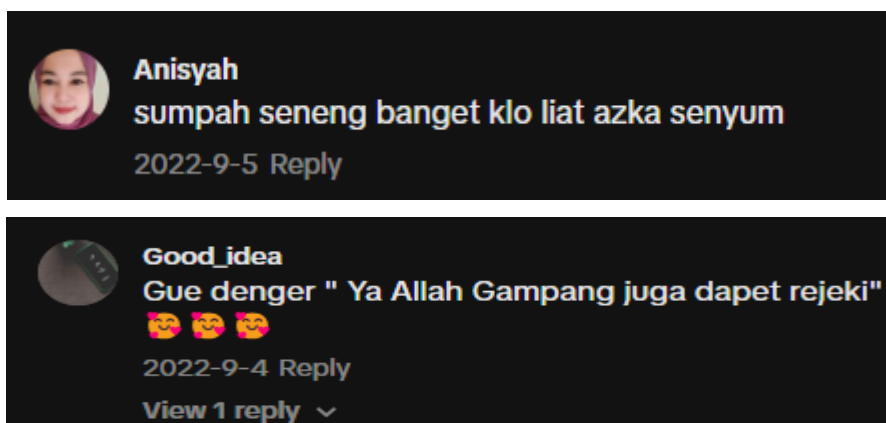 Anisyah
sumpah seneng banget klo liat azka senyum
2022-9-5 Reply
Good_idea
Gue denger " Ya Allah Gampang juga dapet rejeki"
🥰 🥰 🥰
2022-9-4 Reply
View 1 reply